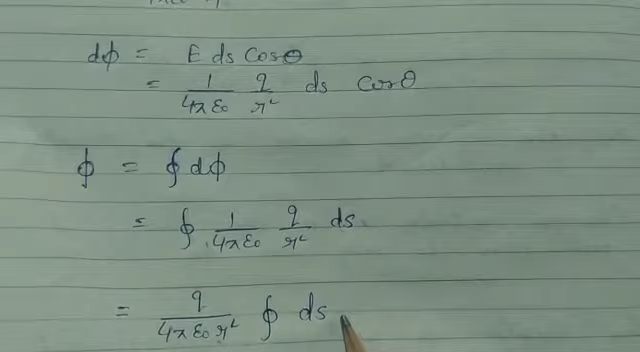 dϕ = E ds Cosθ
= 1/4πε₀ q/r² ds Cosθ
ϕ = ∮ dϕ
= ∮ 1/4πε₀ q/r² ds
= q/4πε₀r² ∮ ds